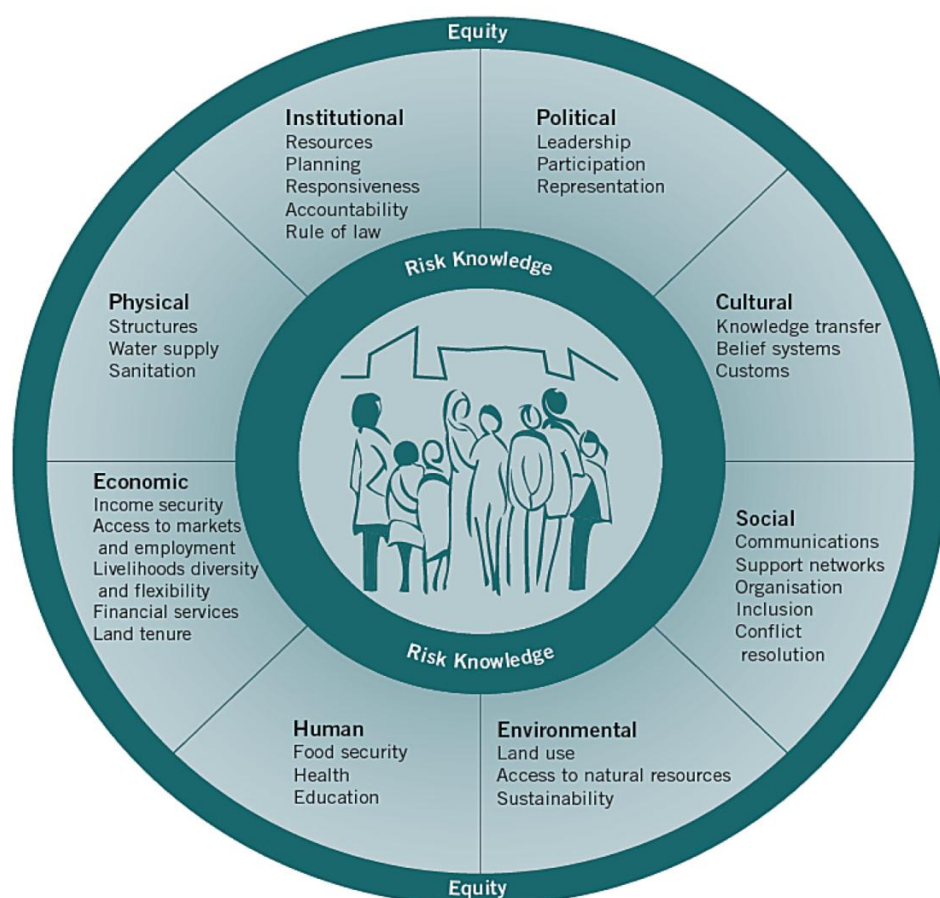 Equity
Institutional
Resources
Planning
Responsiveness
Accountability
Rule of law
Political
Leadership
Participation
Representation
Risk Knowledge
Physical
Structures
Water supply
Sanitation
Cultural
Knowledge transfer
Belief systems
Customs
Economic
Income security
Access to markets
and employment
Livelihoods diversity
and flexibility
Financial services
Land tenure
Social
Communications
Support networks
Organisation
Inclusion
Conflict
resolution
Risk Knowledge
Human
Food security
Health
Education
Environmental
Land use
Access to natural resources
Sustainability
Equity